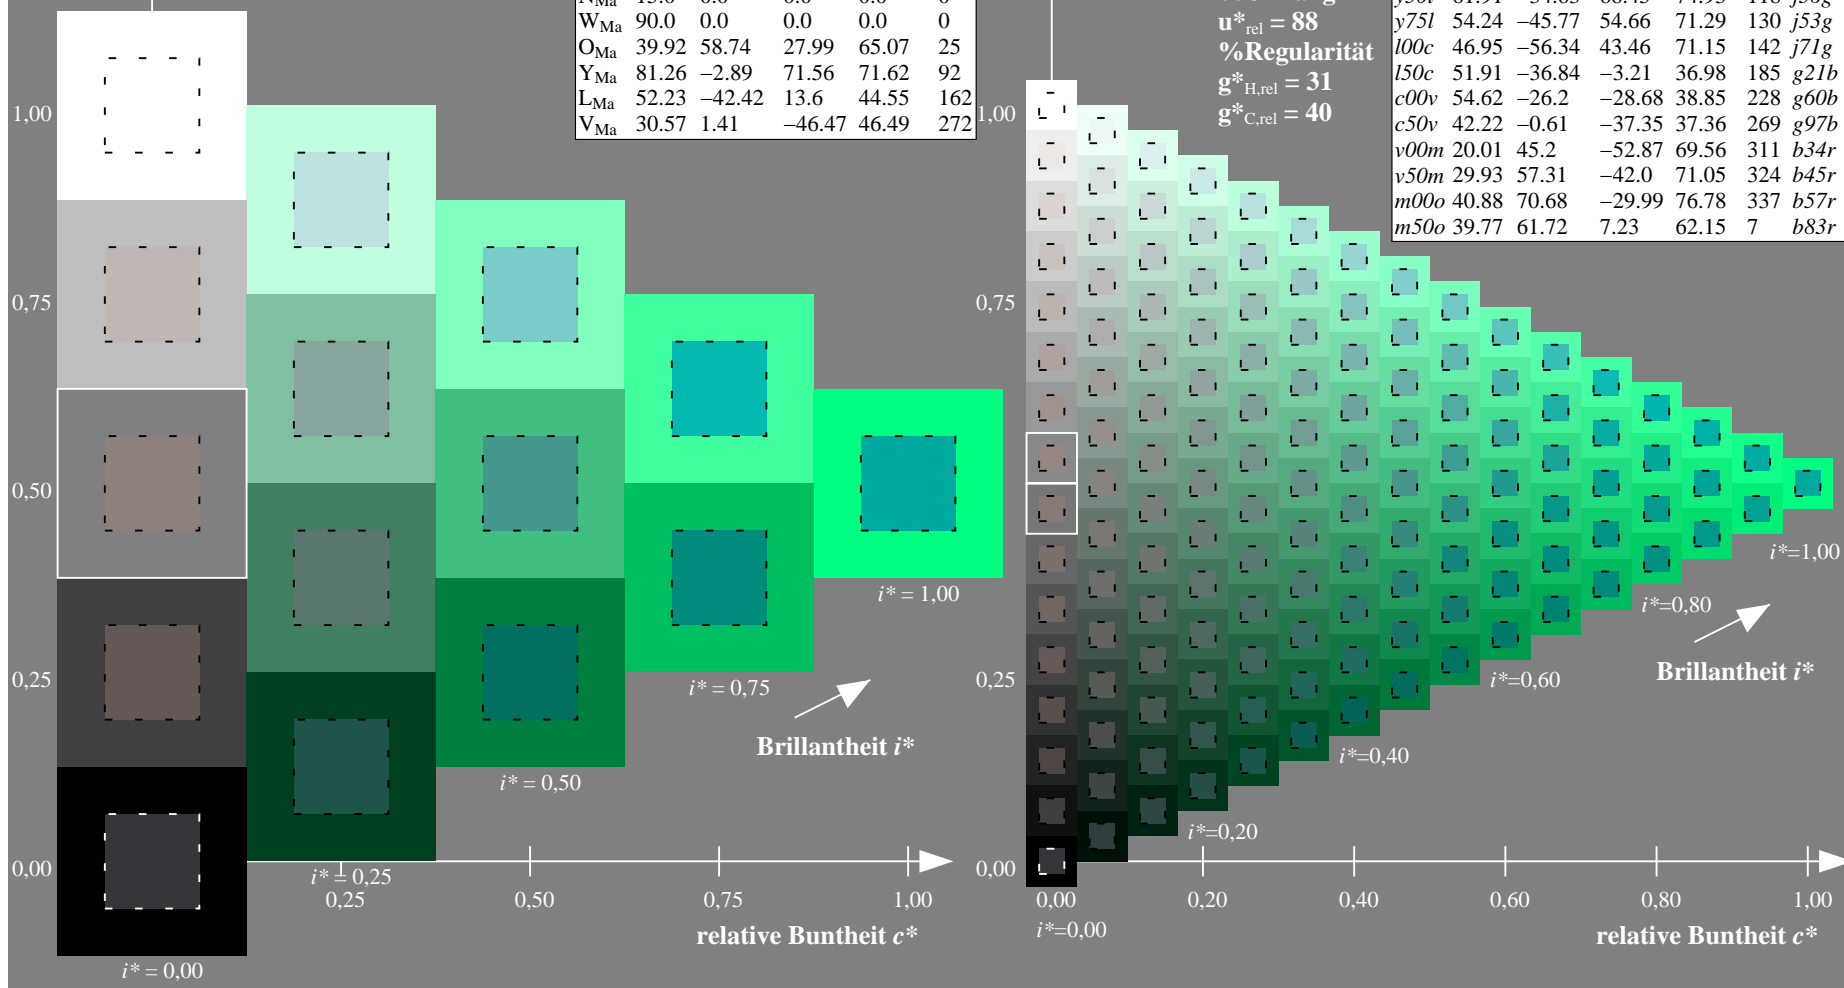 W_Ma 90.0 0.0 0.0 0.0 0
O_Ma 39.92 58.74 27.99 65.07 25
Y_Ma 81.26 −2.89 71.56 71.62 92
L_Ma 52.23 −42.42 13.6 44.55 162
V_Ma 30.57 1.41 −46.47 46.49 272
1,00
0,75
0,50
0,25
0,00
i* = 1,00
i* = 0,75
Brillantheit i*
i* = 0,50
i* = 0,25
0,25 0,50 0,75 1,00
relative Buntheit c*
i* = 0,00
u*rel = 88
%Regularität
g*H,rel = 31
g*C,rel = 40
y75l 54.24 −45.77 54.66 71.29 130 j53g
l00c 46.95 −56.34 43.46 71.15 142 j71g
l50c 51.91 −36.84 −3.21 36.98 185 g21b
c00v 54.62 −26.2 −28.68 38.85 228 g60b
c50v 42.22 −0.61 −37.35 37.36 269 g97b
v00m 20.01 45.2 −52.87 69.56 311 b34r
v50m 29.93 57.31 −42.0 71.05 324 b45r
m00o 40.88 70.68 −29.99 76.78 337 b57r
m50o 39.77 61.72 7.23 62.15 7 b83r
1,00
0,75
0,50
0,25
0,00
i*=1,00
i*=0,80
Brillantheit i*
i*=0,60
i*=0,40
i*=0,20
0,00 0,20 0,40 0,60 0,80 1,00
i*=0,00
relative Buntheit c*